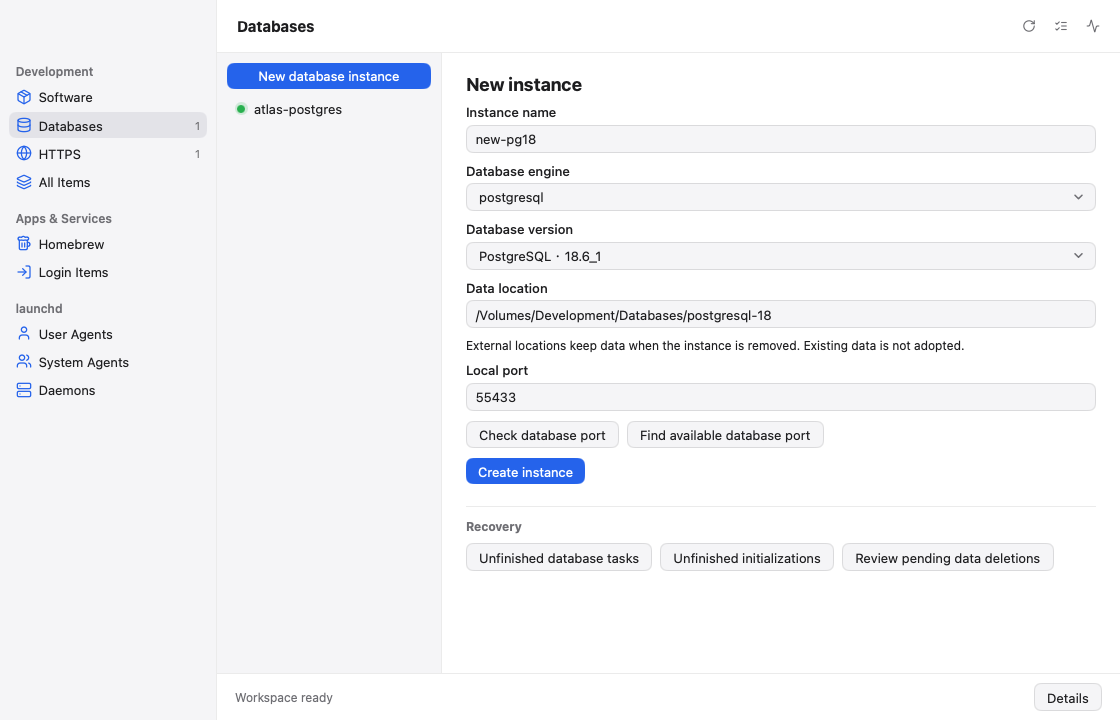 Databases
Development
Software
Databases 1
HTTPS 1
All Items
Apps & Services
Homebrew
Login Items
launchd
User Agents
System Agents
Daemons
New database instance
atlas-postgres
New instance
Instance name
new-pg18
Database engine
postgresql
Database version
PostgreSQL · 18.6_1
Data location
/Volumes/Development/Databases/postgresql-18
External locations keep data when the instance is removed. Existing data is not adopted.
Local port
55433
Check database port Find available database port
Create instance
Recovery
Unfinished database tasks Unfinished initializations Review pending data deletions
Workspace ready Details